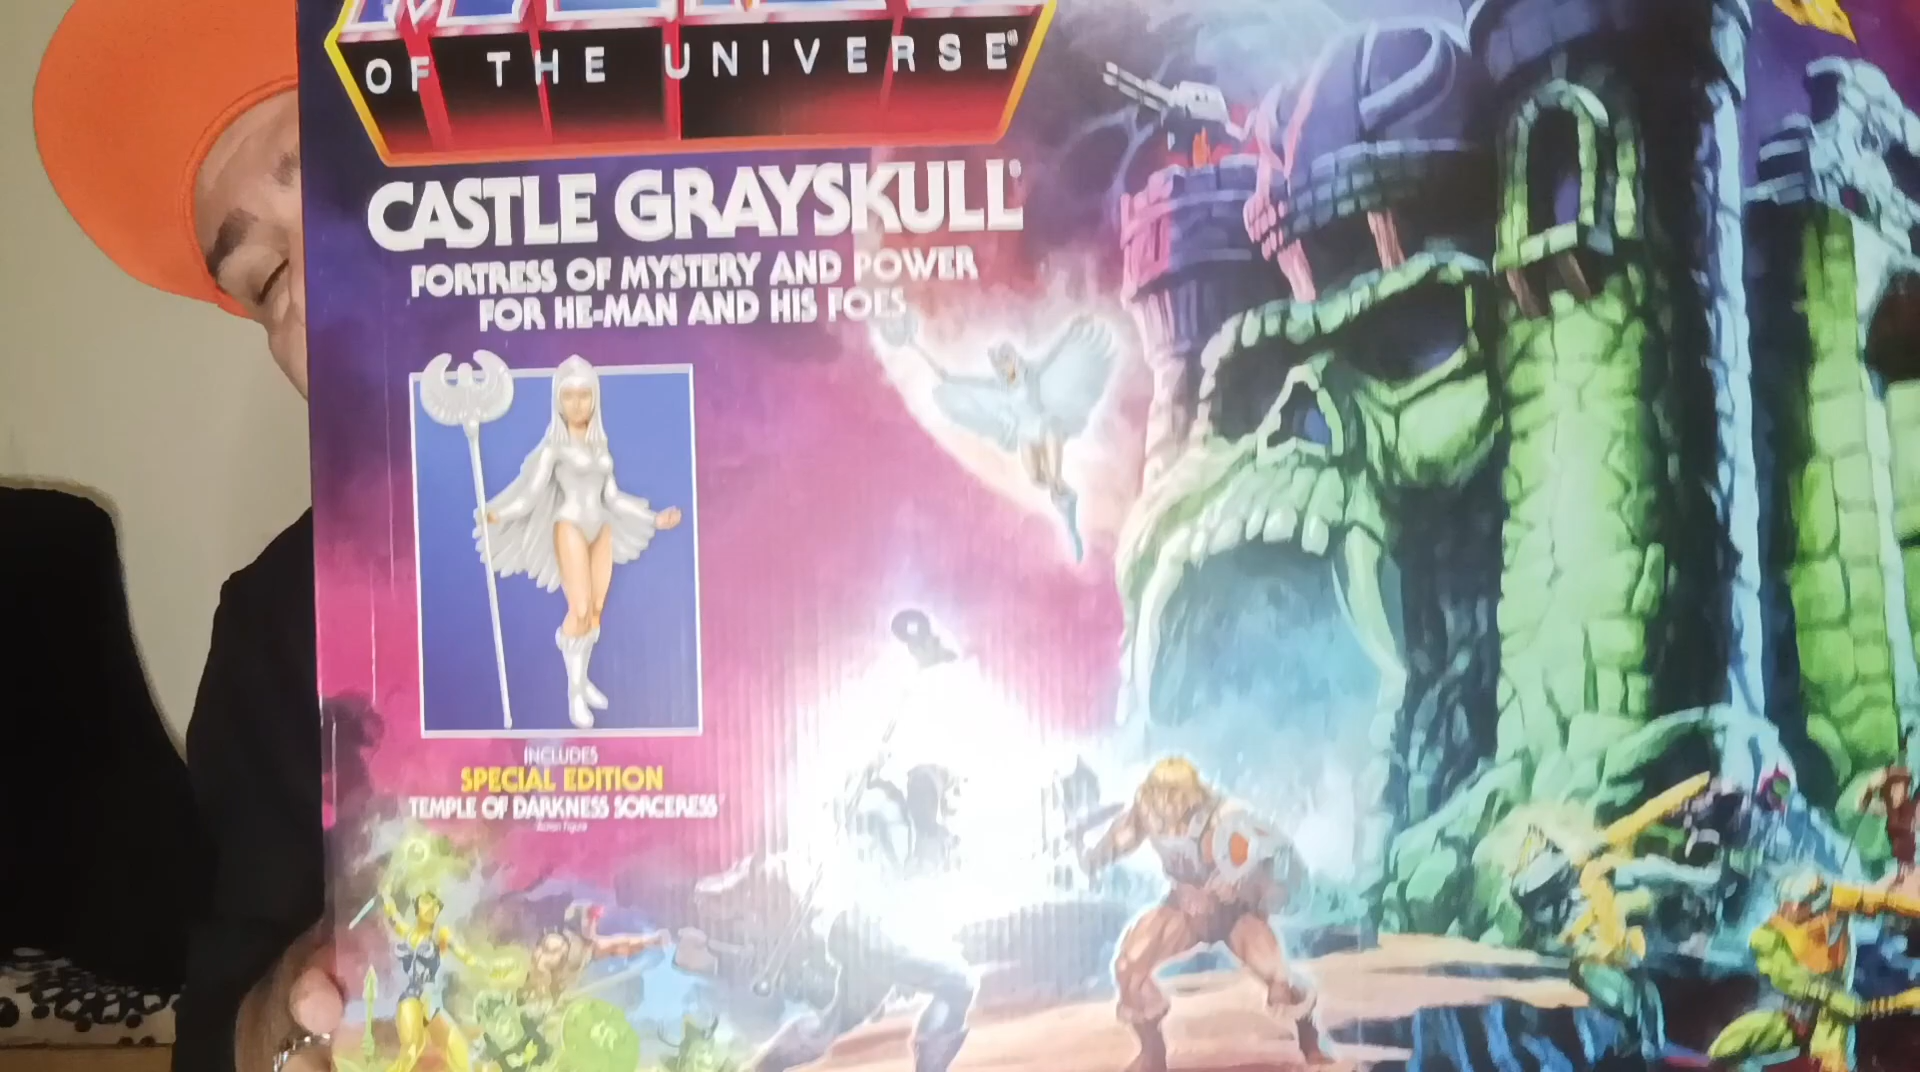 OF THE UNIVERSE®
CASTLE GRAYSKULL®
FORTRESS OF MYSTERY AND POWER
FOR HE-MAN AND HIS FOES
INCLUDES
SPECIAL EDITION
TEMPLE OF DARKNESS SORCERESS™
Action Figure